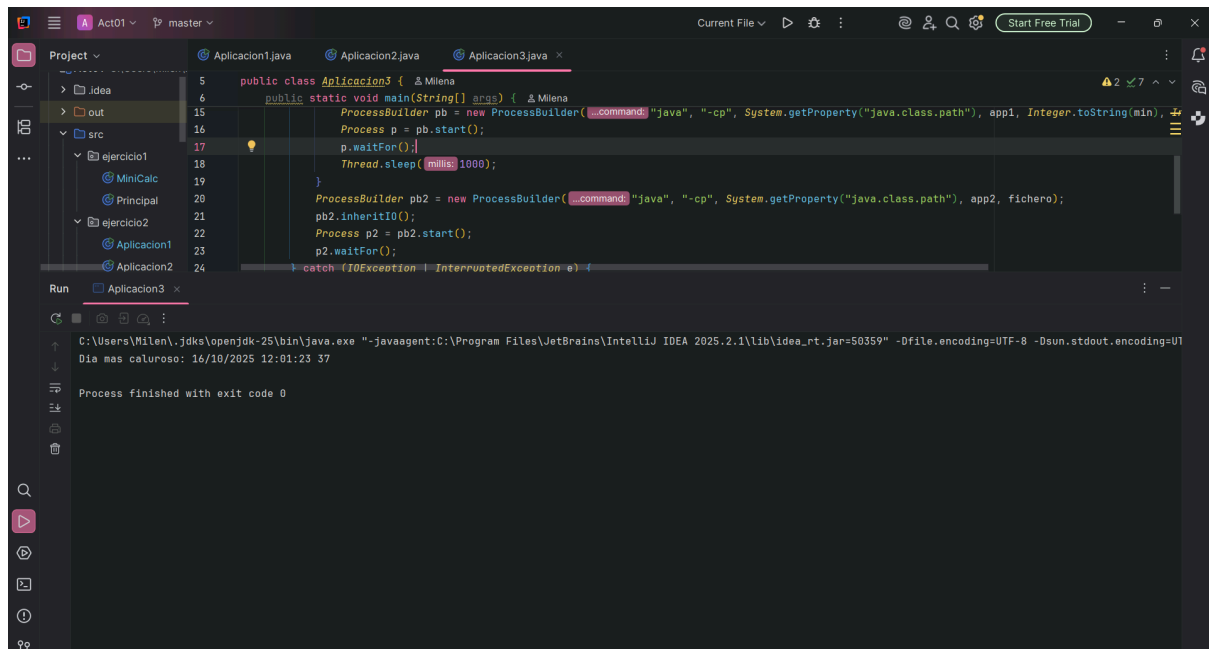 A Act01 master Current File Start Free Trial
Project
Aplicacion1.java Aplicacion2.java Aplicacion3.java
.idea
out
src
ejercicio1
MiniCalc
Principal
ejercicio2
Aplicacion1
Aplicacion2
2 7
5 public class Aplicacion3 { Milena
6 public static void main(String[] args) { Milena
15 ProcessBuilder pb = new ProcessBuilder( ...command: "java", "-cp", System.getProperty("java.class.path"), app1, Integer.toString(min),
16 Process p = pb.start();
17 p.waitFor();
18 Thread.sleep( millis: 1000);
19 }
20 ProcessBuilder pb2 = new ProcessBuilder( ...command: "java", "-cp", System.getProperty("java.class.path"), app2, fichero);
21 pb2.inheritIO();
22 Process p2 = pb2.start();
23 p2.waitFor();
24 } catch (IOException | InterruptedException e) {
Run Aplicacion3
C:\Users\Milen\.jdks\openjdk-25\bin\java.exe "-javaagent:C:\Program Files\JetBrains\IntelliJ IDEA 2025.2.1\lib\idea_rt.jar=50359" -Dfile.encoding=UTF-8 -Dsun.stdout.encoding=UT
Dia mas caluroso: 16/10/2025 12:01:23 37
Process finished with exit code 0